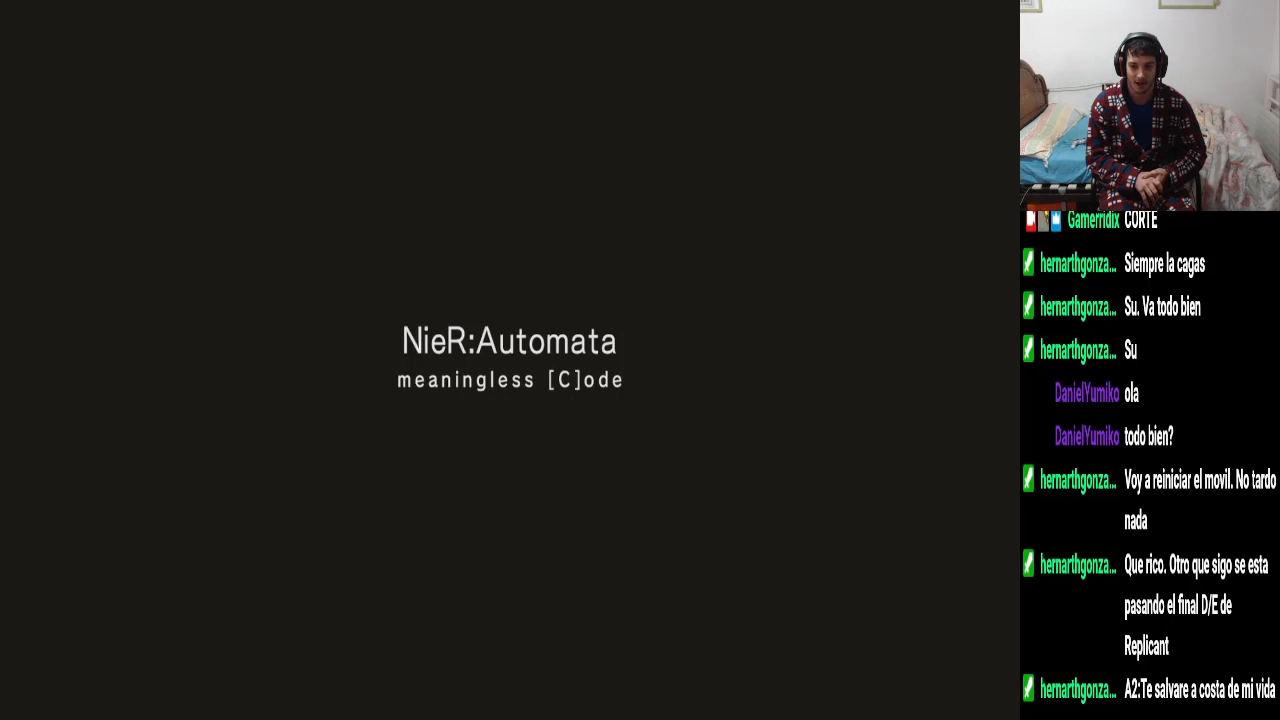 NieR:Automata
meaningless [C]ode
Gamerridix CORTE
hernarthgonza... Siempre la cagas
hernarthgonza... Su. Va todo bien
hernarthgonza... Su
DanielYumiko ola
DanielYumiko todo bien?
hernarthgonza... Voy a reiniciar el movil. No tardo
nada
hernarthgonza... Que rico. Otro que sigo se esta
pasando el final D/E de
Replicant
hernarthgonza... A2:Te salvare a costa de mi vida